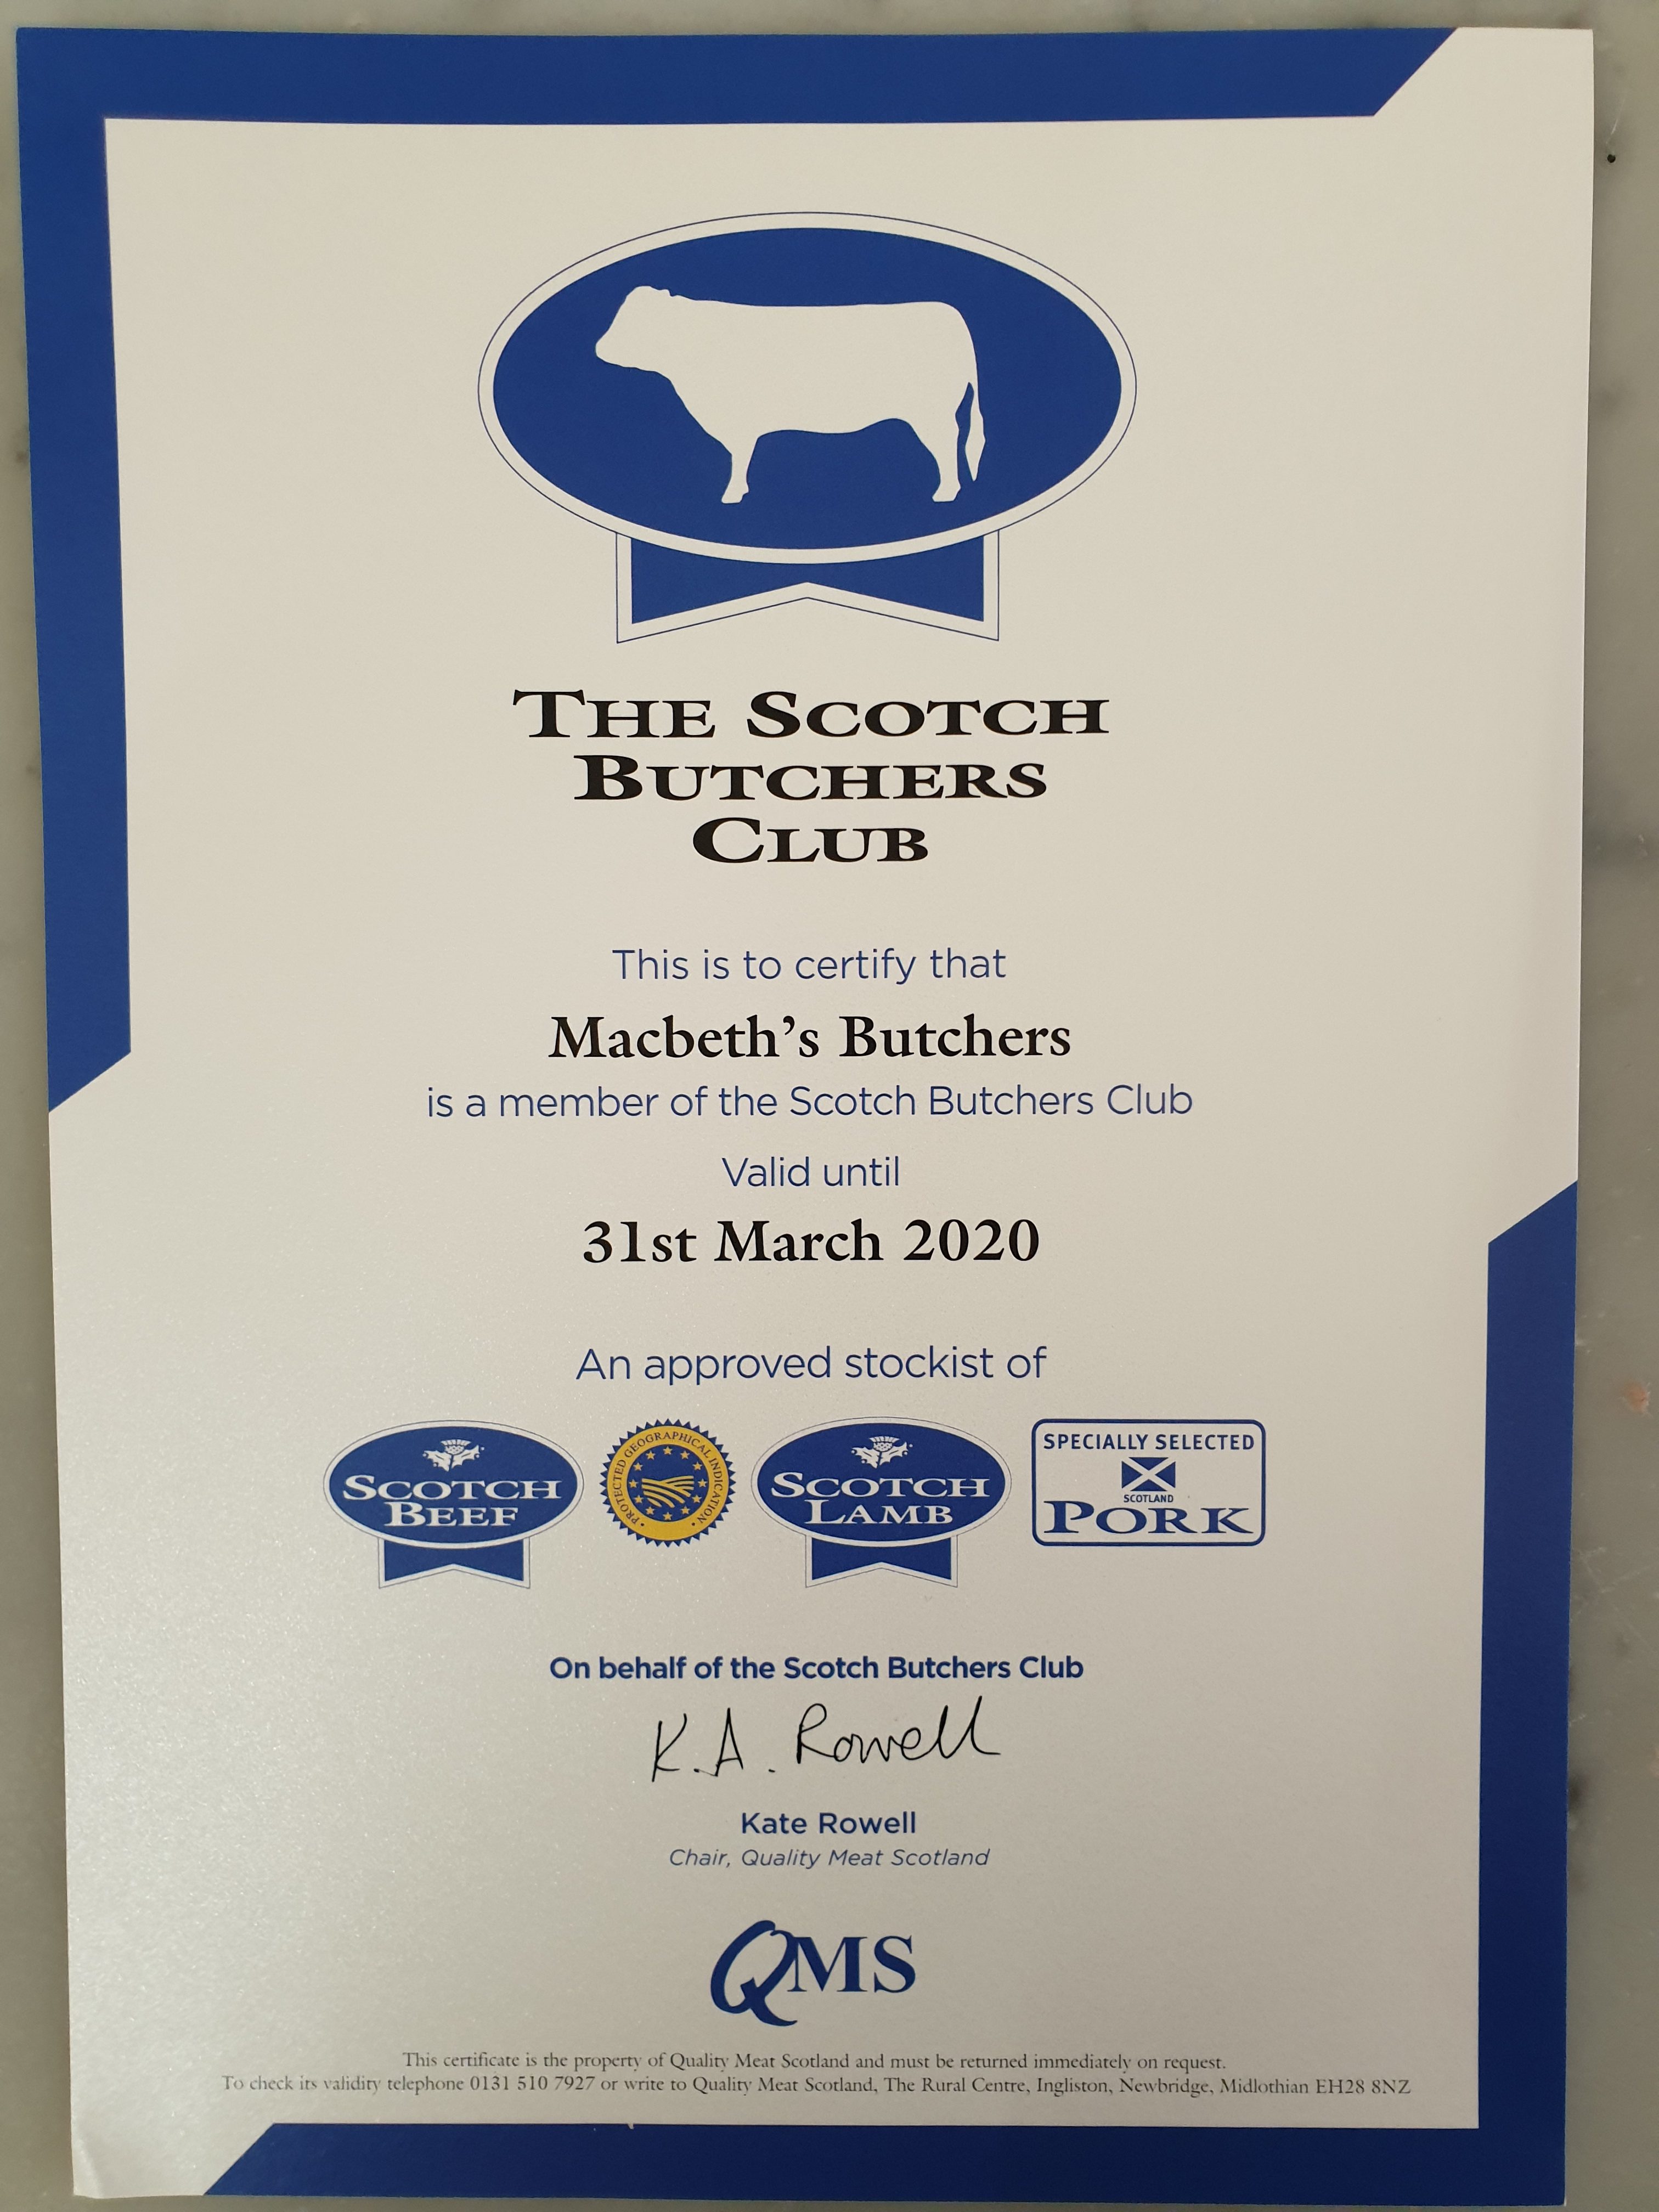 THE SCOTCH
BUTCHERS
CLUB
This is to certify that
Macbeth's Butchers
is a member of the Scotch Butchers Club
Valid until
31st March 2020
An approved stockist of
SCOTCH
BEEF
PROTECTED GEOGRAPHICAL INDICATION
SCOTCH
LAMB
SPECIALLY SELECTED
SCOTLAND
PORK
On behalf of the Scotch Butchers Club
K.A. Rowell
Kate Rowell
Chair, Quality Meat Scotland
QMS
This certificate is the property of Quality Meat Scotland and must be returned immediately on request.
To check its validity telephone 0131 510 7927 or write to Quality Meat Scotland, The Rural Centre, Ingliston, Newbridge, Midlothian EH28 8NZ